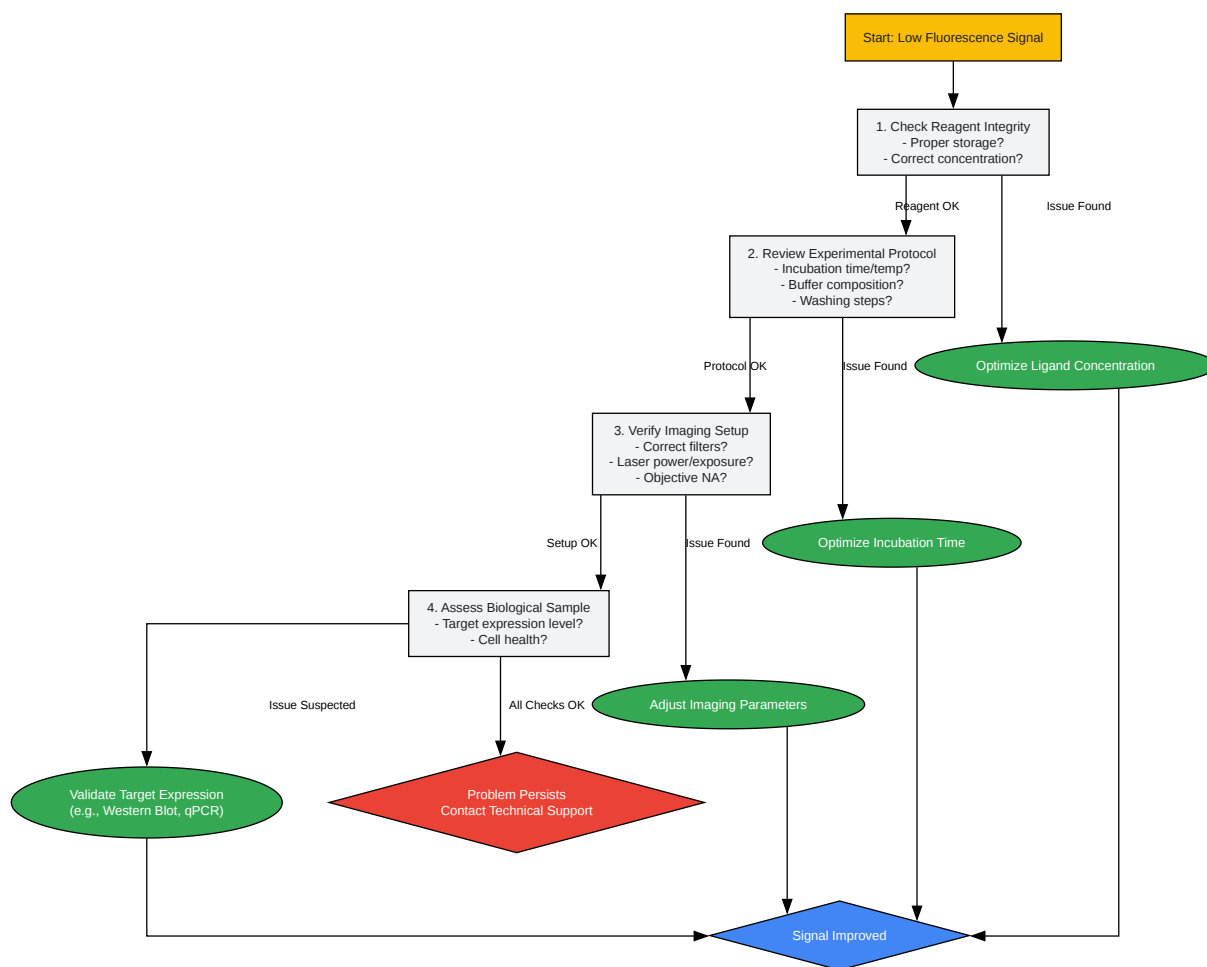 Start: Low Fluorescence Signal
1. Check Reagent Integrity
- Proper storage?
- Correct concentration?
Reagent OK
Issue Found
2. Review Experimental Protocol
- Incubation time/temp?
- Buffer composition?
- Washing steps?
Protocol OK
Issue Found
Optimize Ligand Concentration
3. Verify Imaging Setup
- Correct filters?
- Laser power/exposure?
- Objective NA?
Setup OK
Issue Found
Optimize Incubation Time
4. Assess Biological Sample
- Target expression level?
- Cell health?
Issue Suspected
All Checks OK
Adjust Imaging Parameters
Validate Target Expression
(e.g., Western Blot, qPCR)
Problem Persists
Contact Technical Support
Signal Improved